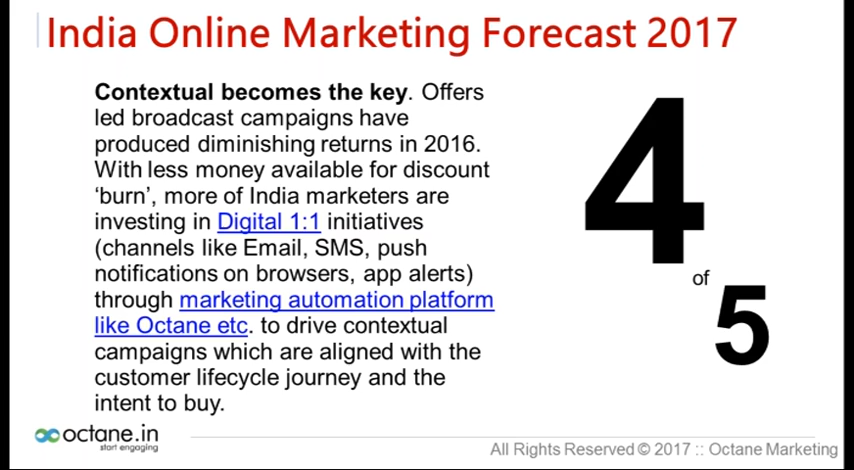 India Online Marketing Forecast 2017
Contextual becomes the key. Offers
led broadcast campaigns have
produced diminishing returns in 2016.
With less money available for discount
‘burn’, more of India marketers are
investing in Digital 1:1 initiatives
(channels like Email, SMS, push
notifications on browsers, app alerts)
through marketing automation platform
like Octane etc. to drive contextual
campaigns which are aligned with the
customer lifecycle journey and the
intent to buy.
4
of
5
octane.in
start engaging
All Rights Reserved © 2017 :: Octane Marketing